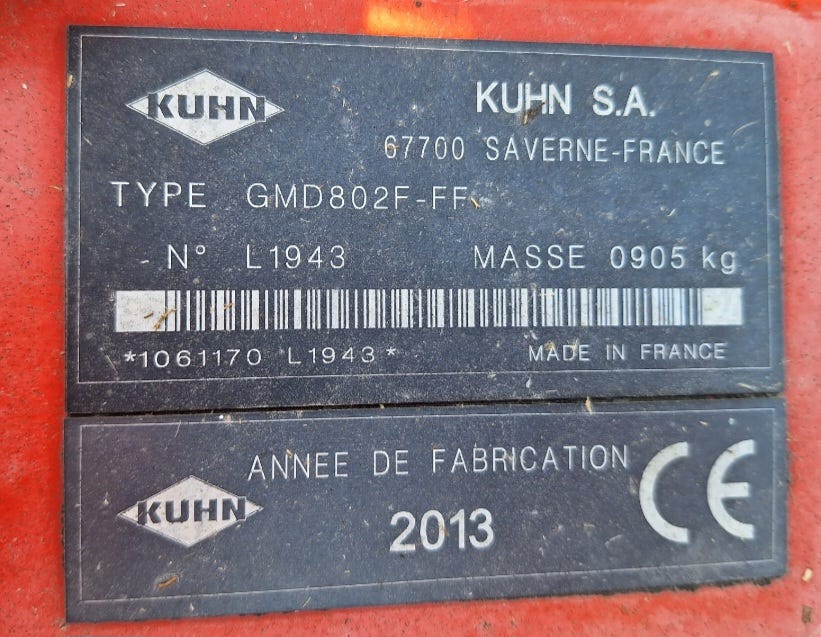 KUHN
KUHN S.A.
67700 SAVERNE-FRANCE
TYPE GMD802F-FF
N° L1943 MASSE 0905 kg
*1061170 L1943*
MADE IN FRANCE
ANNEE DE FABRICATION
KUHN
2013
CE